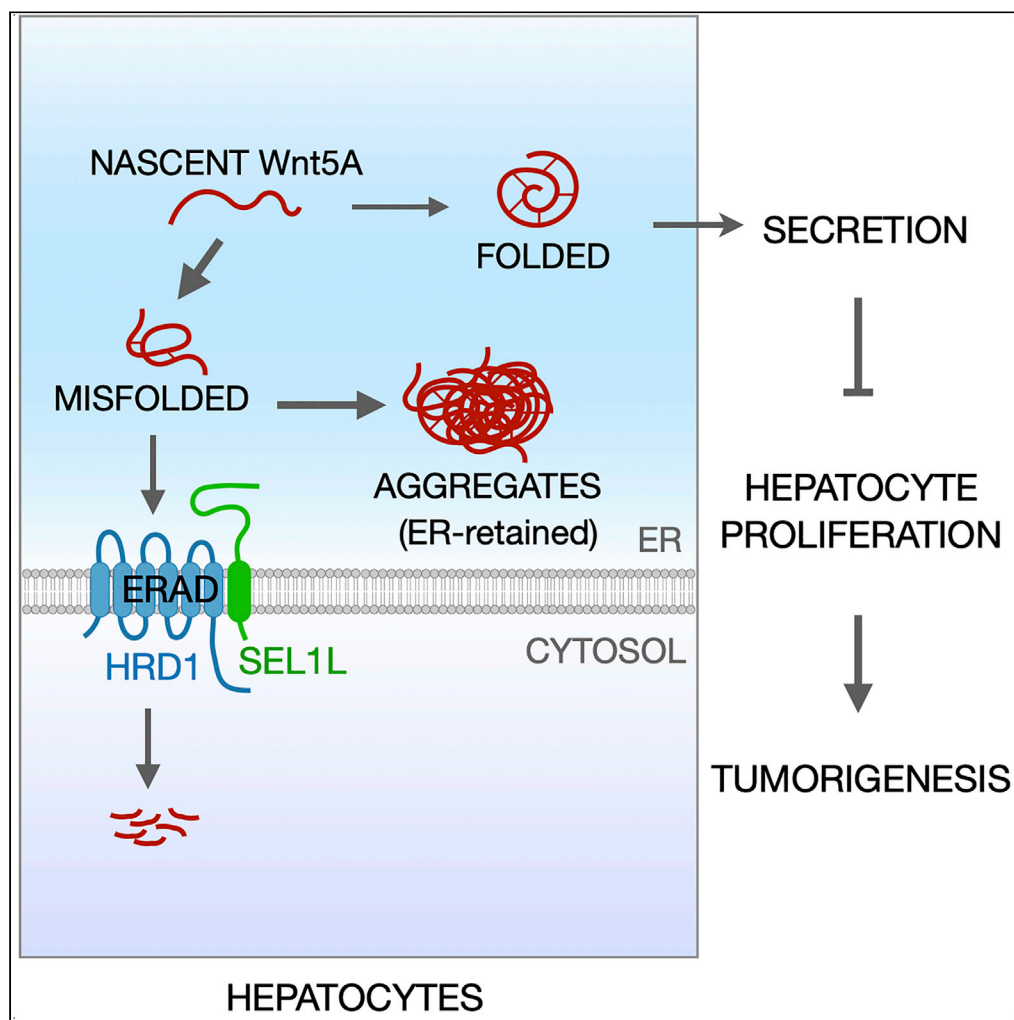 NASCENT Wnt5A
FOLDED
SECRETION
MISFOLDED
AGGREGATES
(ER-retained)
HEPATOCYTE
PROLIFERATION
ER
ERAD
CYTOSOL
HRD1
SEL1L
TUMORIGENESIS
HEPATOCYTES